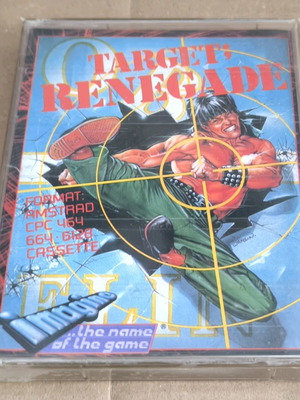 TARGET;
RENEGADE
FORMAT:
AMSTRAD
CPC 464
664 6128
CASSETTE
Imagine
...the name
of the game